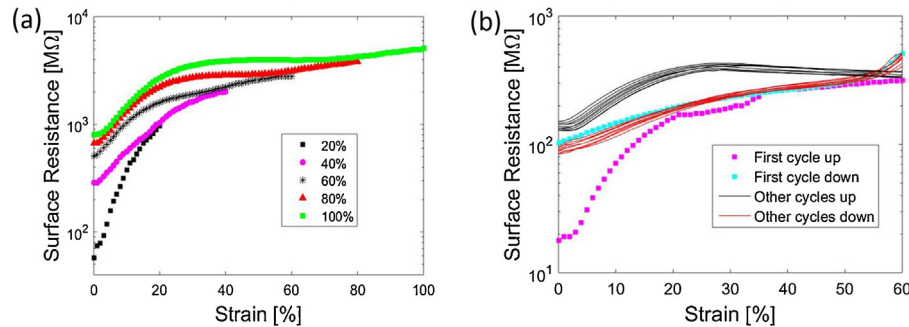 (a)
Surface Resistance [MΩ]
10^4
10^3
10^2
20%
40%
60%
80%
100%
0 20 40 60 80 100
Strain [%]
(b)
Surface Resistance [MΩ]
10^3
10^2
10^1
First cycle up
First cycle down
Other cycles up
Other cycles down
0 10 20 30 40 50 60
Strain [%]